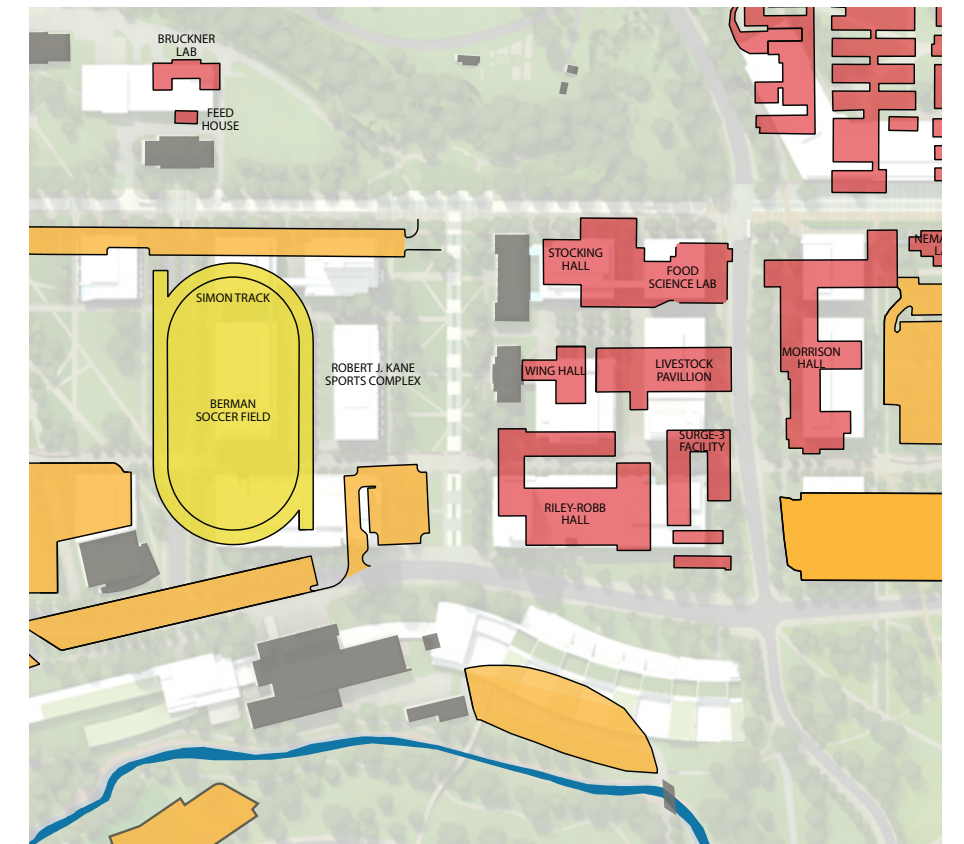 BRUCKNER
LAB
FEED
HOUSE
STOCKING
HALL
FOOD
SCIENCE LAB
NEMA
SIMON TRACK
ROBERT J. KANE
SPORTS COMPLEX
WING HALL
LIVESTOCK
PAVILLION
MORRISON
HALL
BERMAN
SOCCER FIELD
SURGE-3
FACILITY
RILEY-ROBB
HALL